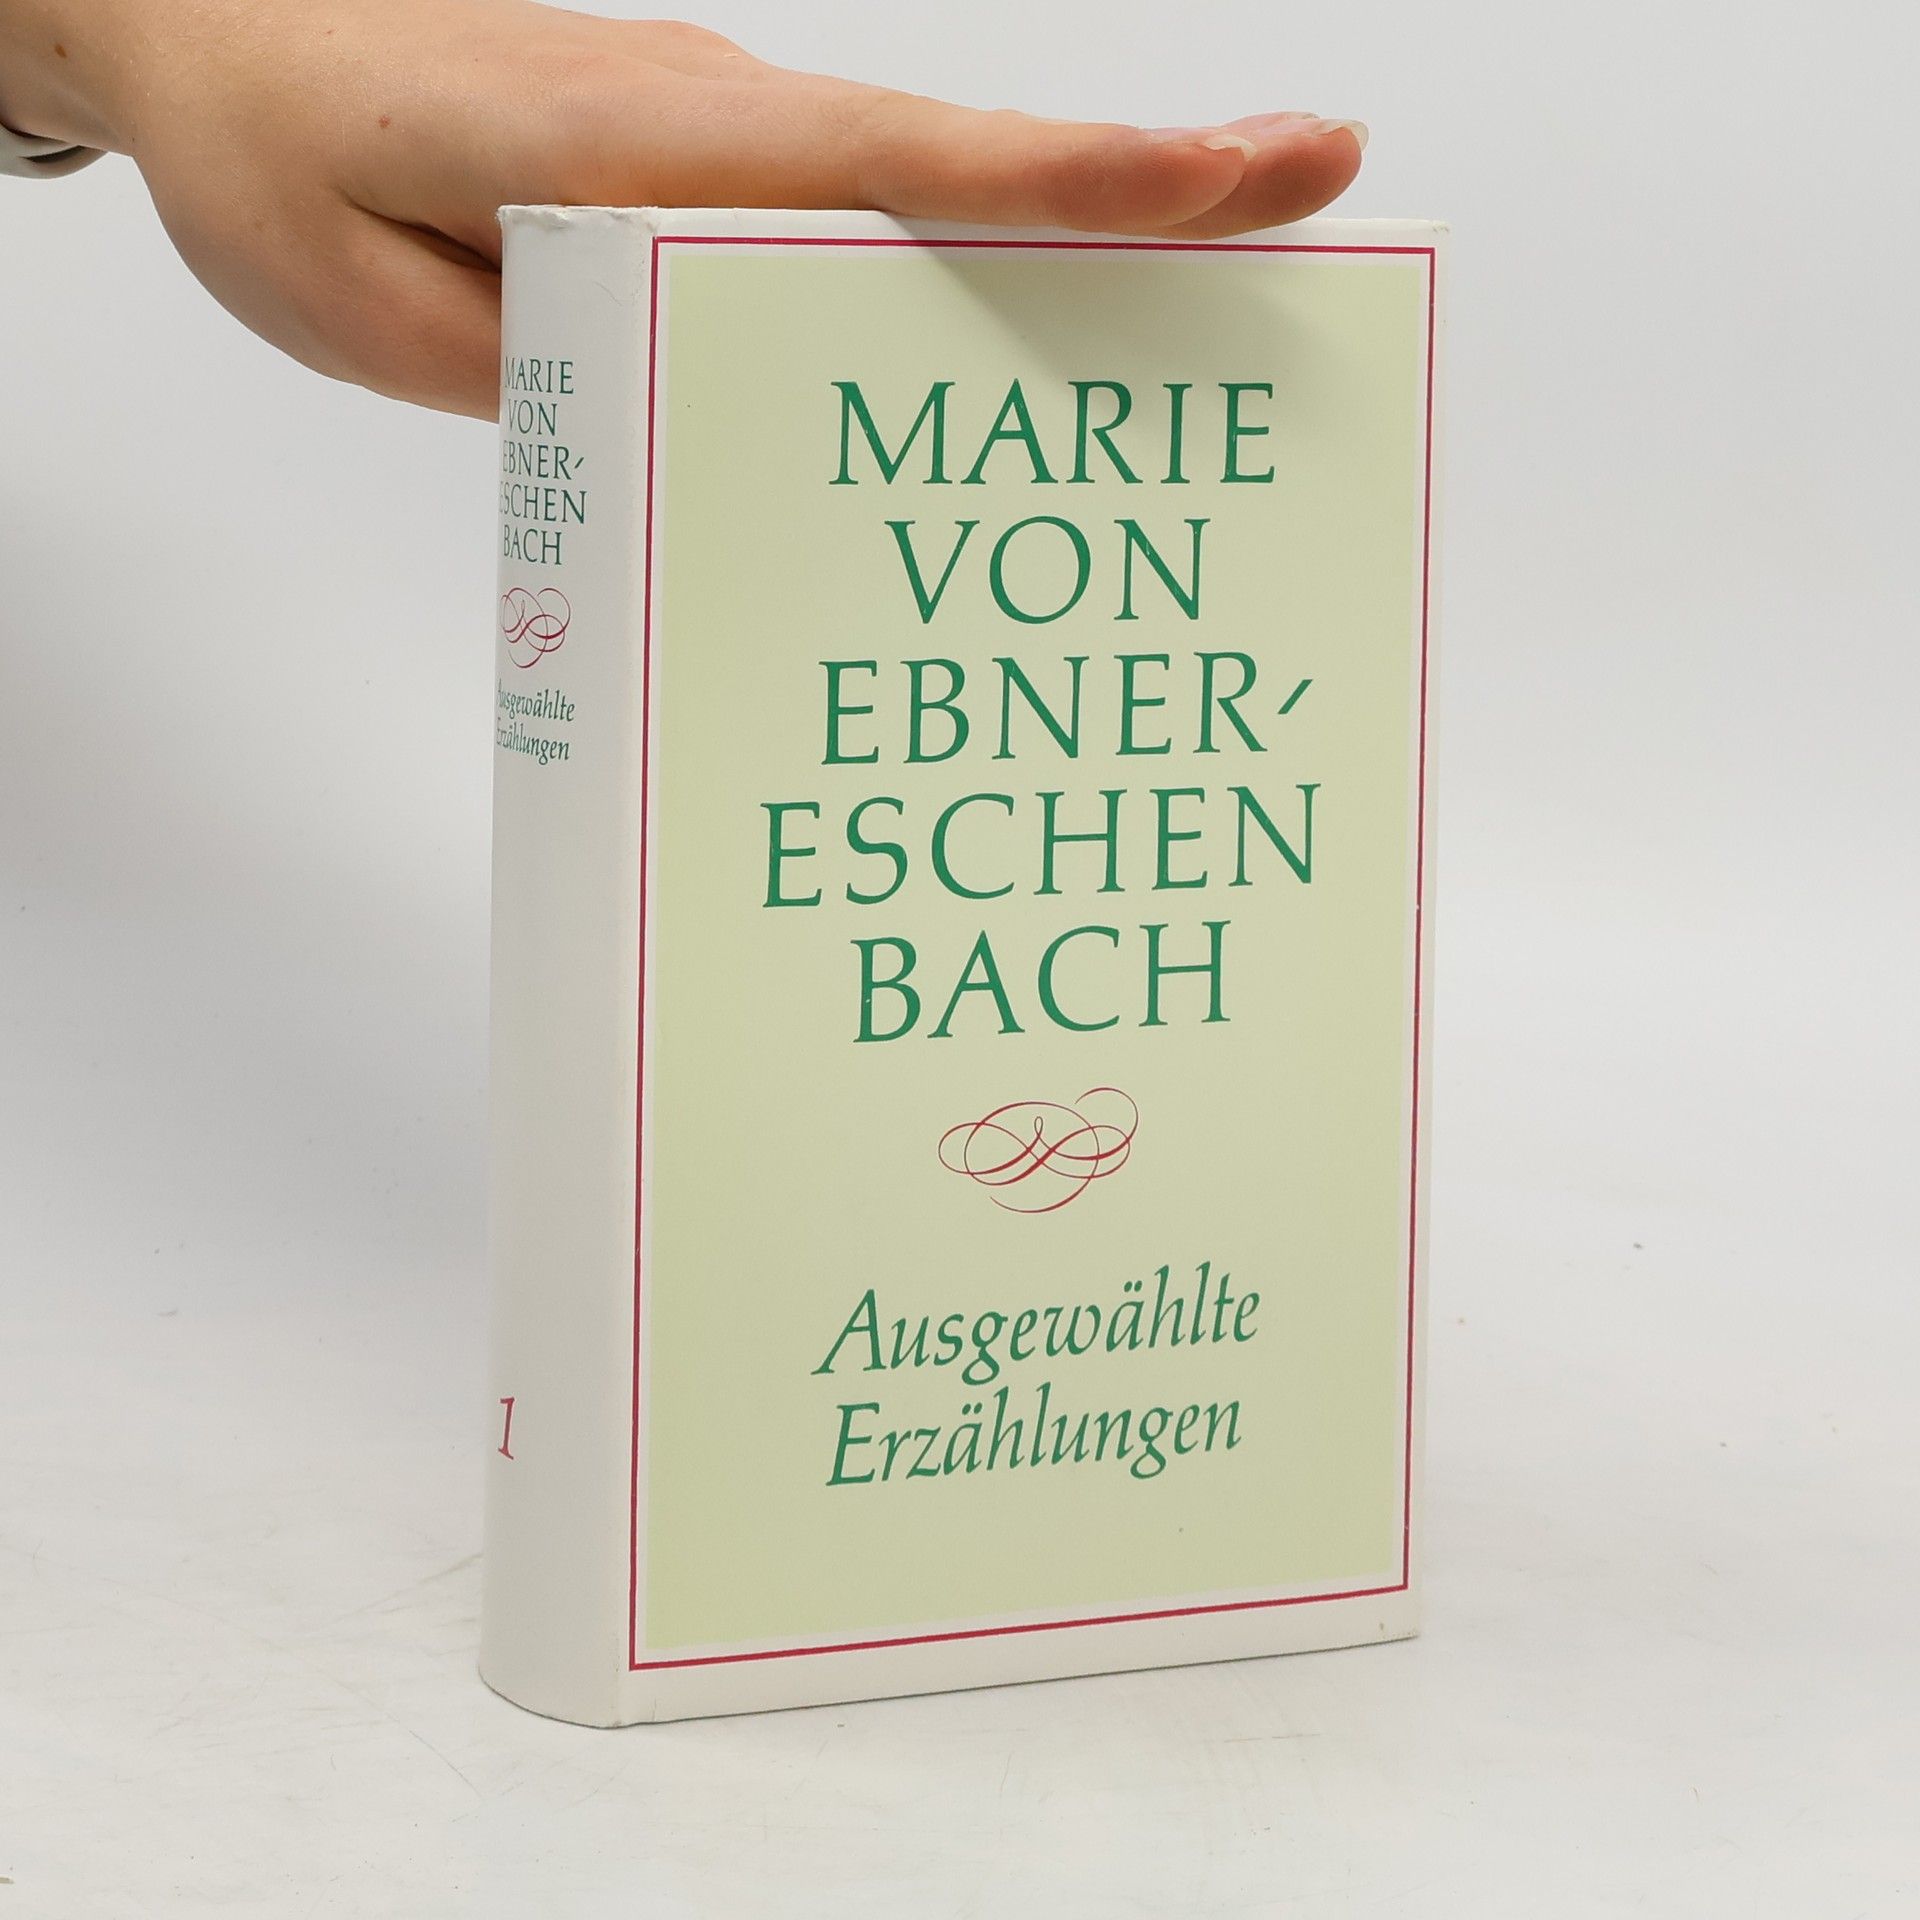 MARIE
VON
EBNER-
ESCHEN
BACH
Ausgewählte
Erzählungen
1
MARIE
VON
EBNER-
ESCHEN
BACH
Ausgewählte
Erzählungen